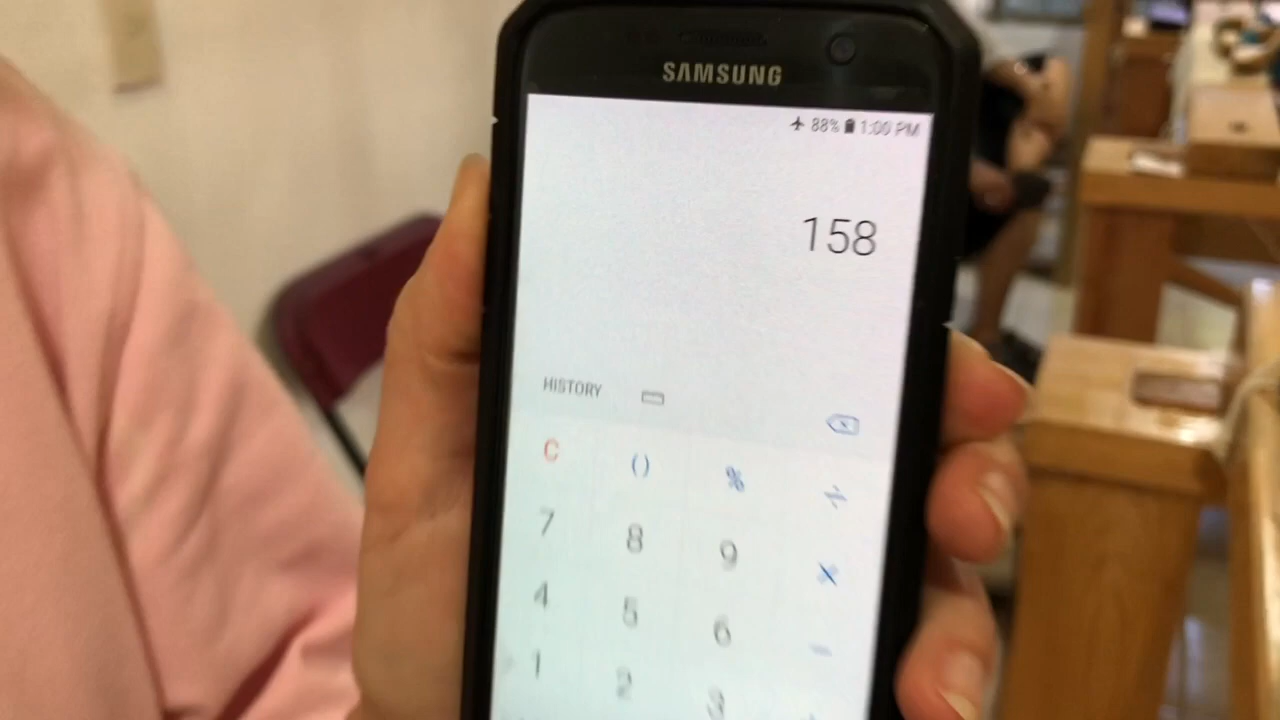 SAMSUNG
88% 1:00 PM
158
HISTORY
C () % ÷
7 8 9 ×
4 5 6 -
1 2 3